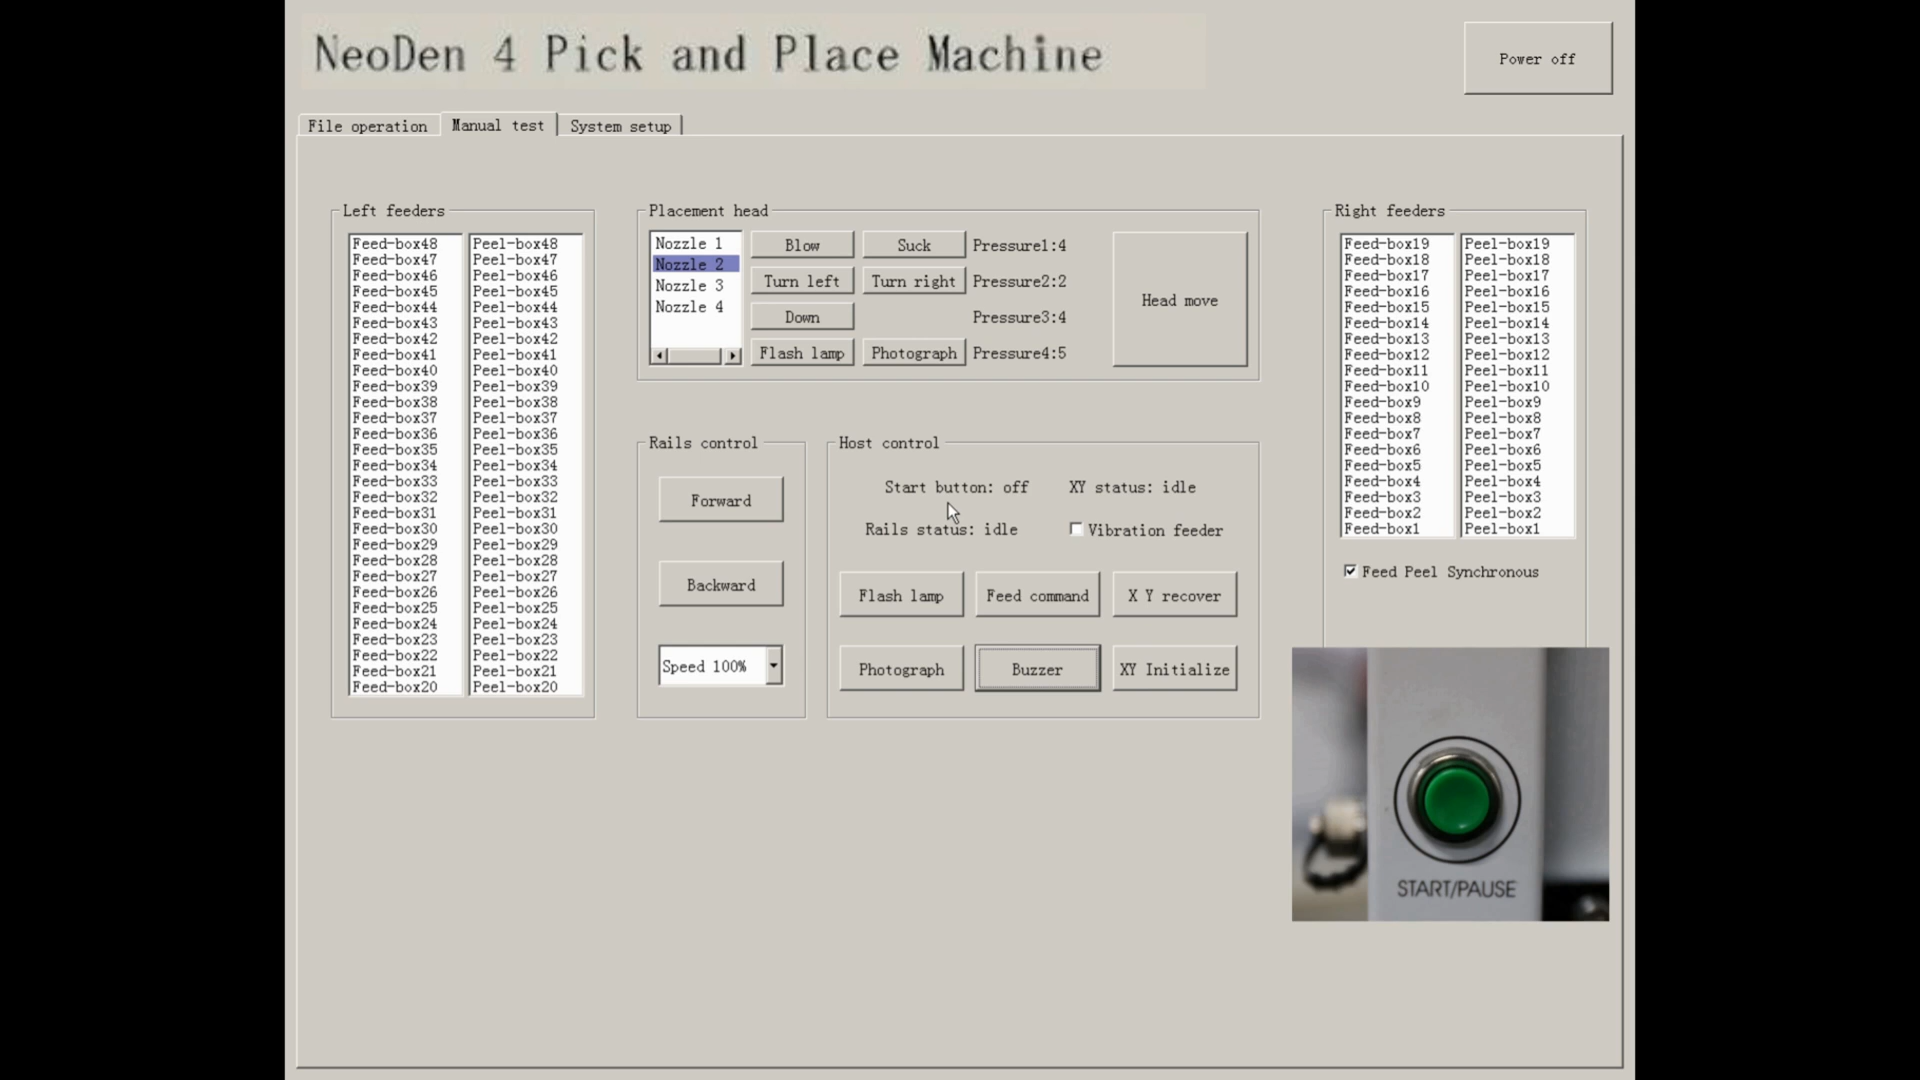 NeoDen 4 Pick and Place Machine
Power off
File operation
Manual test
System setup
Left feeders
Feed-box48
Feed-box47
Feed-box46
Feed-box45
Feed-box44
Feed-box43
Feed-box42
Feed-box41
Feed-box40
Feed-box39
Feed-box38
Feed-box37
Feed-box36
Feed-box35
Feed-box34
Feed-box33
Feed-box32
Feed-box31
Feed-box30
Feed-box29
Feed-box28
Feed-box27
Feed-box26
Feed-box25
Feed-box24
Feed-box23
Feed-box22
Feed-box21
Feed-box20
Peel-box48
Peel-box47
Peel-box46
Peel-box45
Peel-box44
Peel-box43
Peel-box42
Peel-box41
Peel-box40
Peel-box39
Peel-box38
Peel-box37
Peel-box36
Peel-box35
Peel-box34
Peel-box33
Peel-box32
Peel-box31
Peel-box30
Peel-box29
Peel-box28
Peel-box27
Peel-box26
Peel-box25
Peel-box24
Peel-box23
Peel-box22
Peel-box21
Peel-box20
Placement head
Nozzle 1
Nozzle 2
Nozzle 3
Nozzle 4
Blow
Suck
Pressure1:4
Turn left
Turn right
Pressure2:2
Down
Pressure3:4
Flash lamp
Photograph
Pressure4:5
Head move
Rails control
Forward
Backward
Speed 100%
Host control
Start button: off
XY status: idle
Rails status: idle
Vibration feeder
Flash lamp
Feed command
X Y recover
Photograph
Buzzer
XY Initialize
Right feeders
Feed-box19
Feed-box18
Feed-box17
Feed-box16
Feed-box15
Feed-box14
Feed-box13
Feed-box12
Feed-box11
Feed-box10
Feed-box9
Feed-box8
Feed-box7
Feed-box6
Feed-box5
Feed-box4
Feed-box3
Feed-box2
Feed-box1
Peel-box19
Peel-box18
Peel-box17
Peel-box16
Peel-box15
Peel-box14
Peel-box13
Peel-box12
Peel-box11
Peel-box10
Peel-box9
Peel-box8
Peel-box7
Peel-box6
Peel-box5
Peel-box4
Peel-box3
Peel-box2
Peel-box1
Feed Peel Synchronous
START/PAUSE